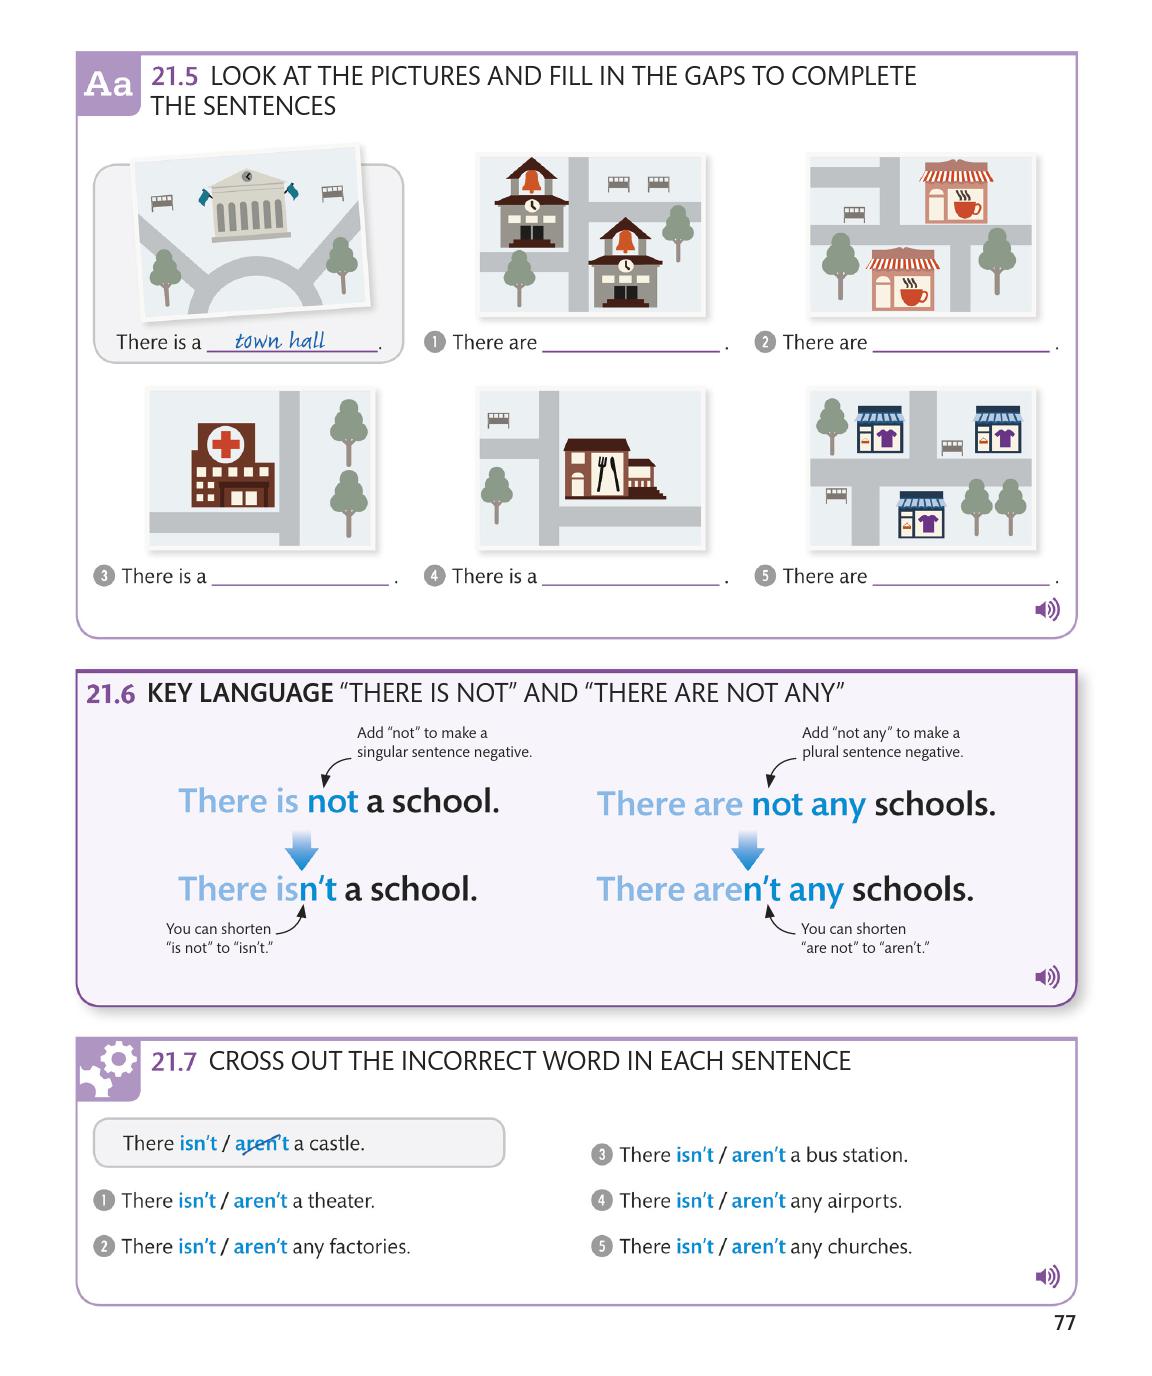 Aa
21.5 LOOK AT THE PICTURES AND FILL IN THE GAPS TO COMPLETE
THE SENTENCES
There is a town hall.
1 There are ____________ .
2 There are ____________ .
3 There is a ____________ .
4 There is a ____________ .
5 There are ____________ .
21.6 KEY LANGUAGE “THERE IS NOT” AND “THERE ARE NOT ANY”
Add “not” to make a
singular sentence negative.
There is not a school.
There isn’t a school.
You can shorten
“is not” to “isn’t.”
Add “not any” to make a
plural sentence negative.
There are not any schools.
There aren’t any schools.
You can shorten
“are not” to “aren’t.”
21.7 CROSS OUT THE INCORRECT WORD IN EACH SENTENCE
There isn’t / aren’t a castle.
1 There isn’t / aren’t a theater.
2 There isn’t / aren’t any factories.
3 There isn’t / aren’t a bus station.
4 There isn’t / aren’t any airports.
5 There isn’t / aren’t any churches.
77